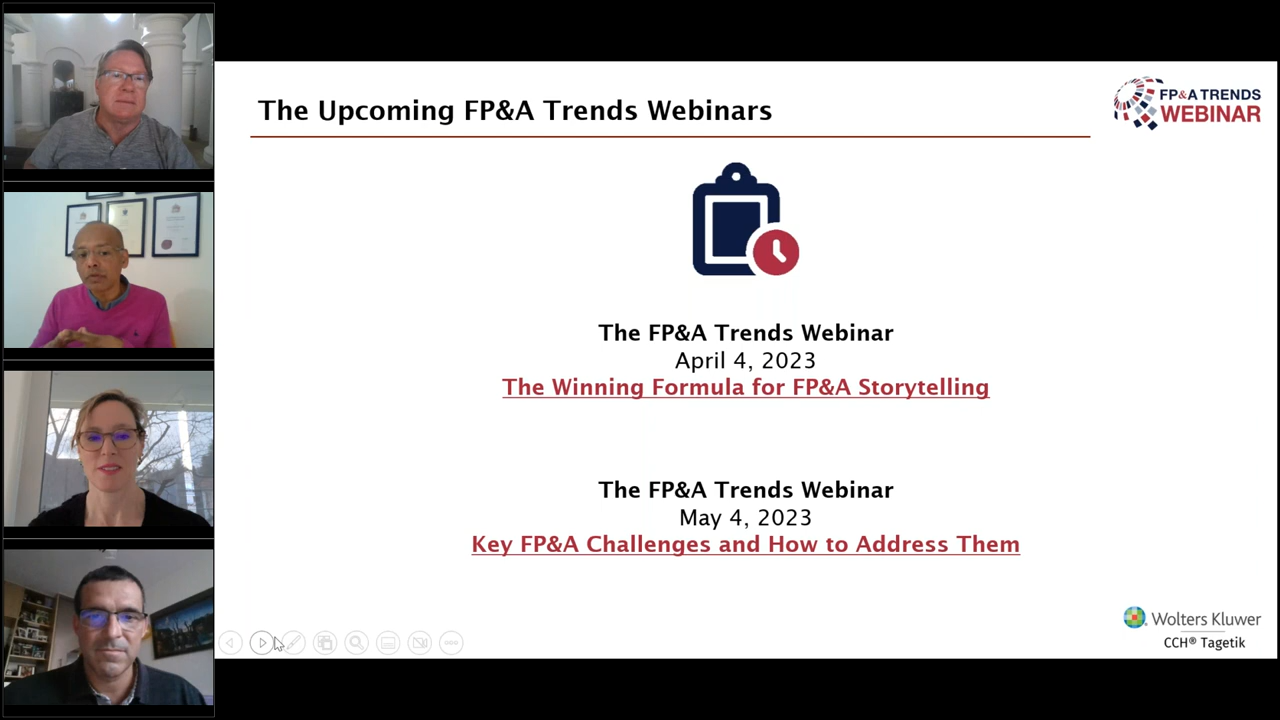 The Upcoming FP&A Trends Webinars
FP&A TRENDS
WEBINAR
The FP&A Trends Webinar
April 4, 2023
The Winning Formula for FP&A Storytelling
The FP&A Trends Webinar
May 4, 2023
Key FP&A Challenges and How to Address Them
Wolters Kluwer
CCH® Tagetik